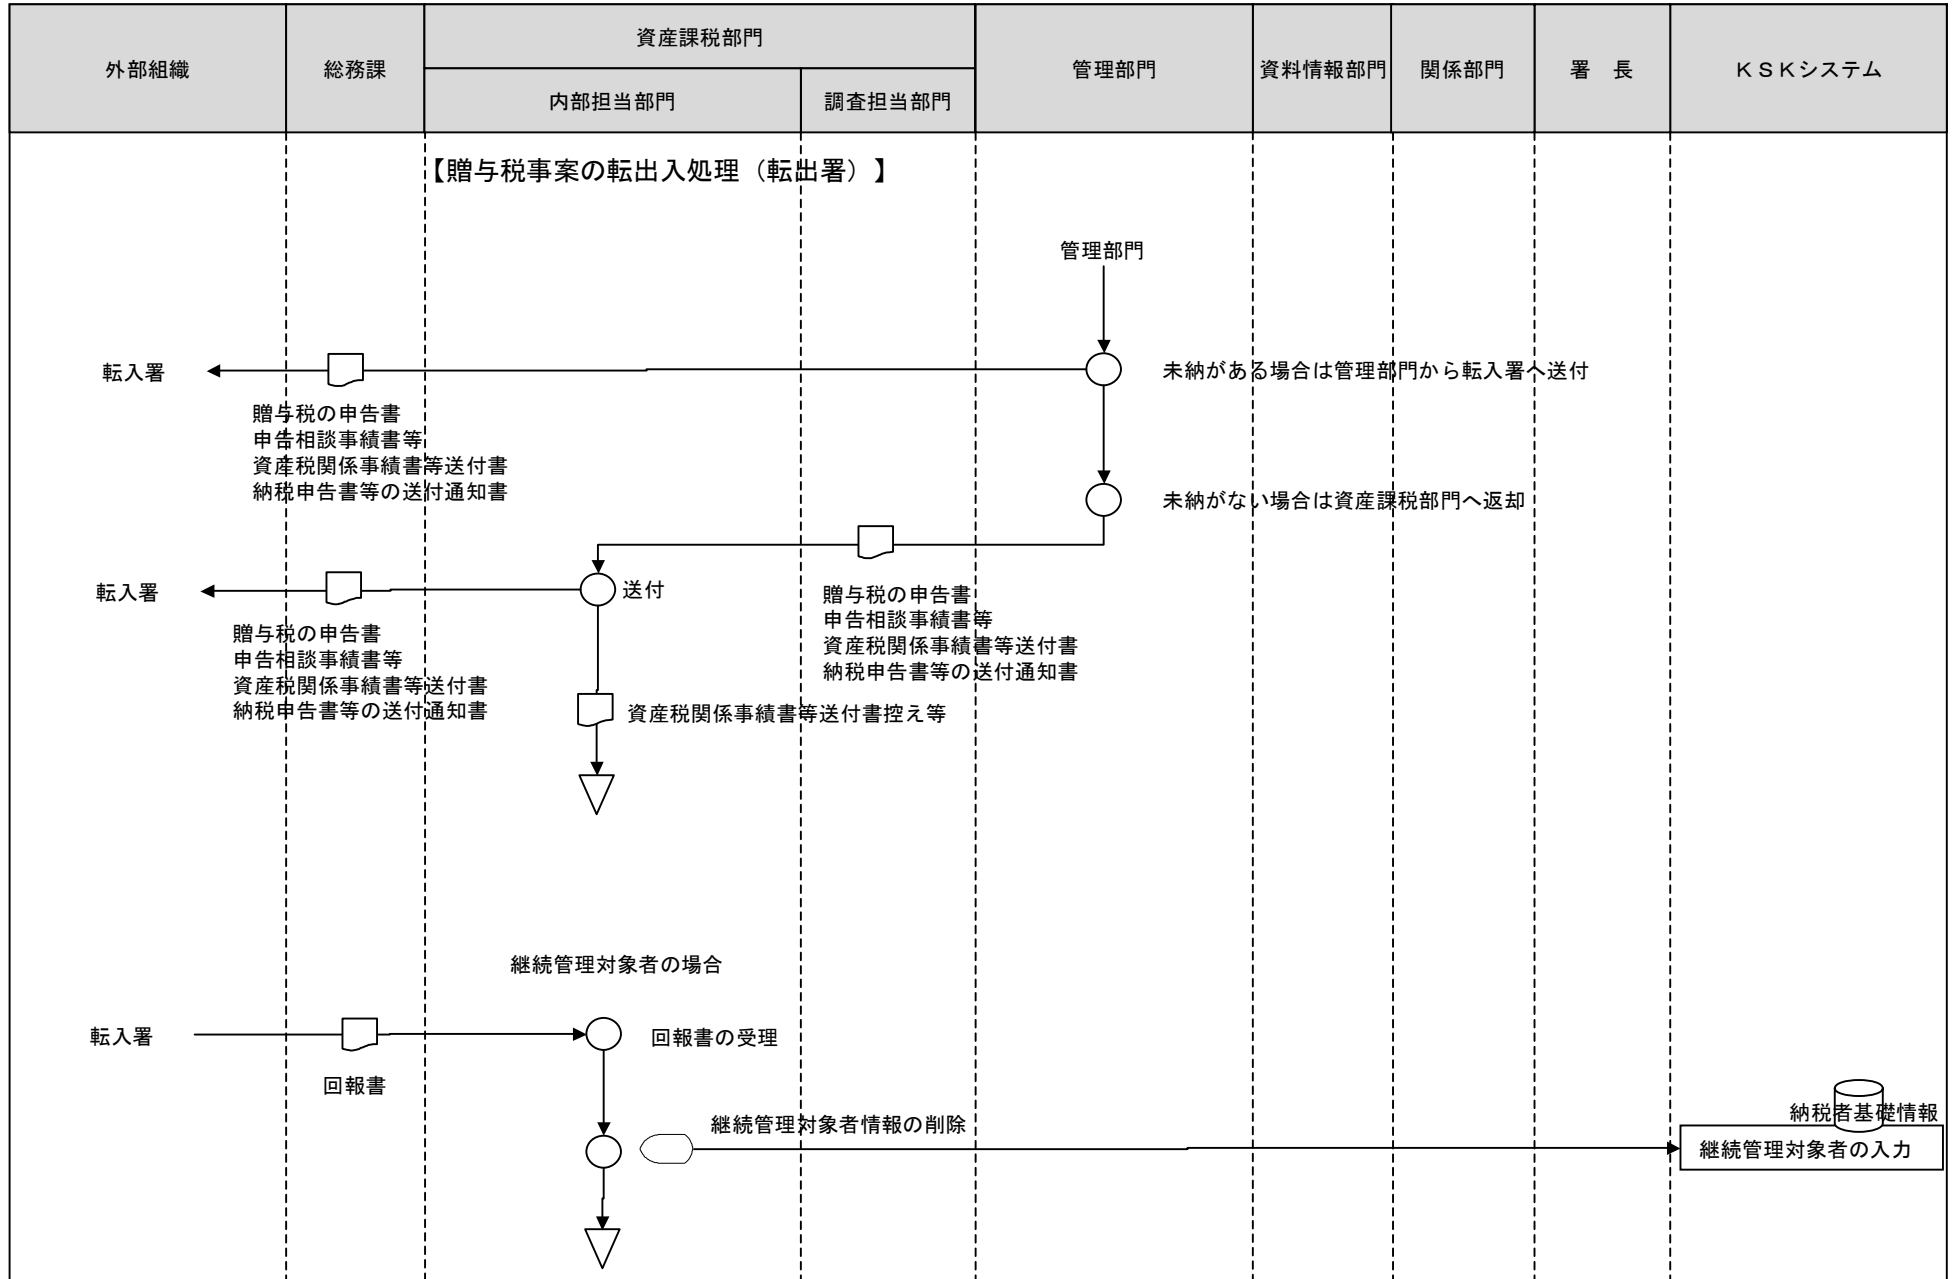 外部組織
総務課
資産課税部門
内部担当部門
調査担当部門
管理部門
資料情報部門
関係部門
署　長
ＫＳＫシステム
【贈与税事案の転出入処理（転出署）】
管理部門
転入署
未納がある場合は管理部門から転入署へ送付
贈与税の申告書
申告相談事績書等
資産税関係事績書等送付書
納税申告書等の送付通知書
未納がない場合は資産課税部門へ返却
転入署
送付
贈与税の申告書
申告相談事績書等
資産税関係事績書等送付書
納税申告書等の送付通知書
贈与税の申告書
申告相談事績書等
資産税関係事績書等送付書
納税申告書等の送付通知書
資産税関係事績書等送付書控え等
継続管理対象者の場合
転入署
回報書の受理
回報書
継続管理対象者情報の削除
納税者基礎情報
継続管理対象者の入力